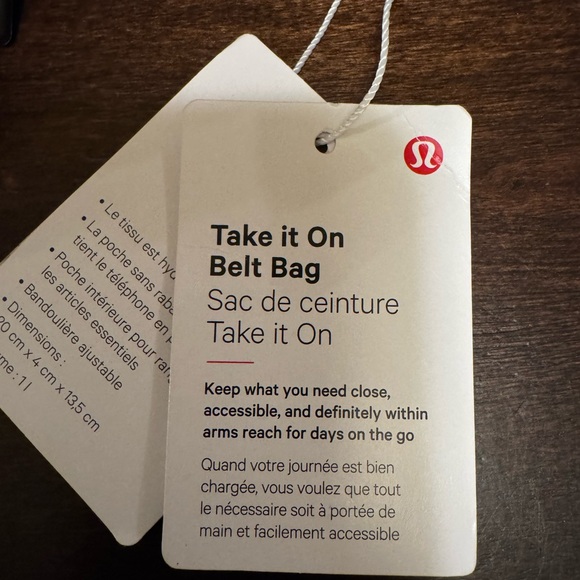 Take it On
Belt Bag
Sac de ceinture
Take it On
Keep what you need close,
accessible, and definitely within
arms reach for days on the go
Quand votre journée est bien
chargée, vous voulez que tout
le nécessaire soit à portée de
main et facilement accessible
• Le tissu est
• La poche sans
tient le téléphone en
• Poche intérieure pour
les articles essentiels
• Bandoulière ajustable
• Dimensions :
20 cm x 4 cm x 13,5 cm
: 1 l